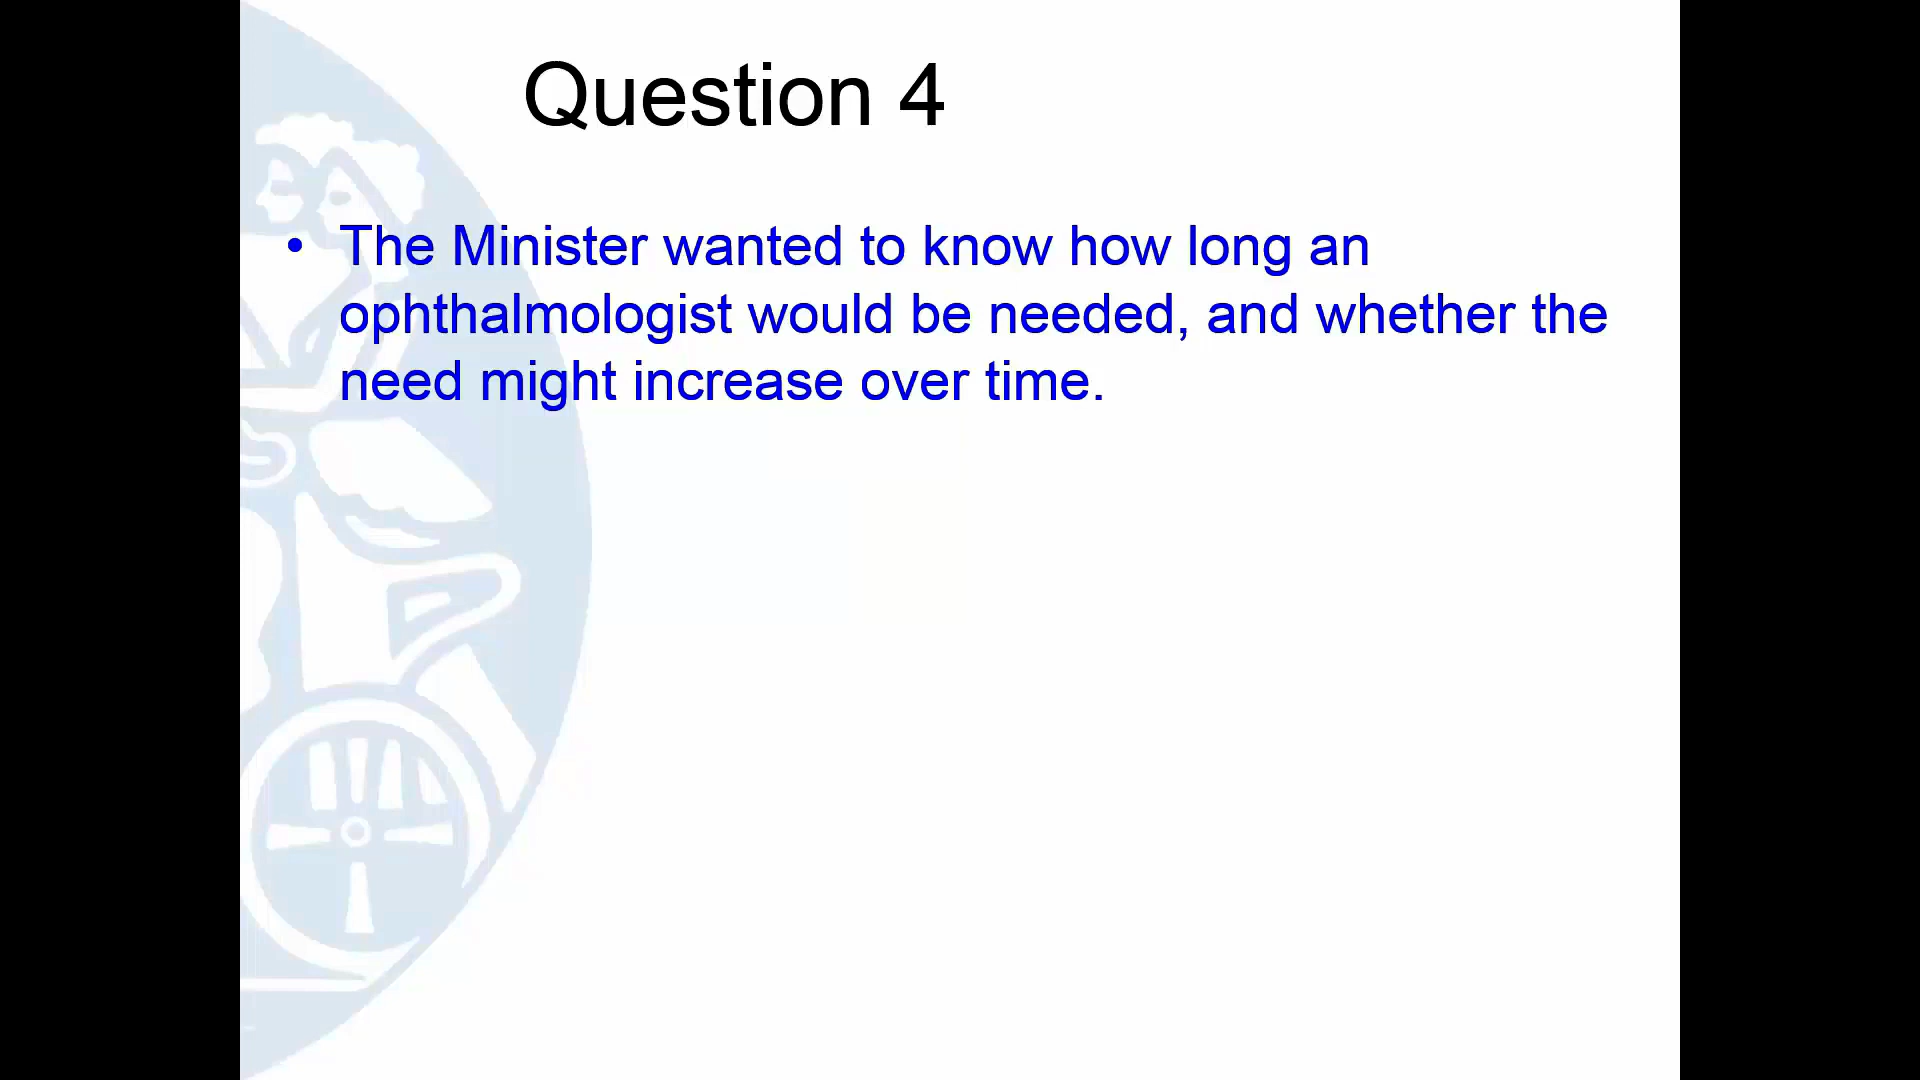 Question 4
• The Minister wanted to know how long an
ophthalmologist would be needed, and whether the
need might increase over time.